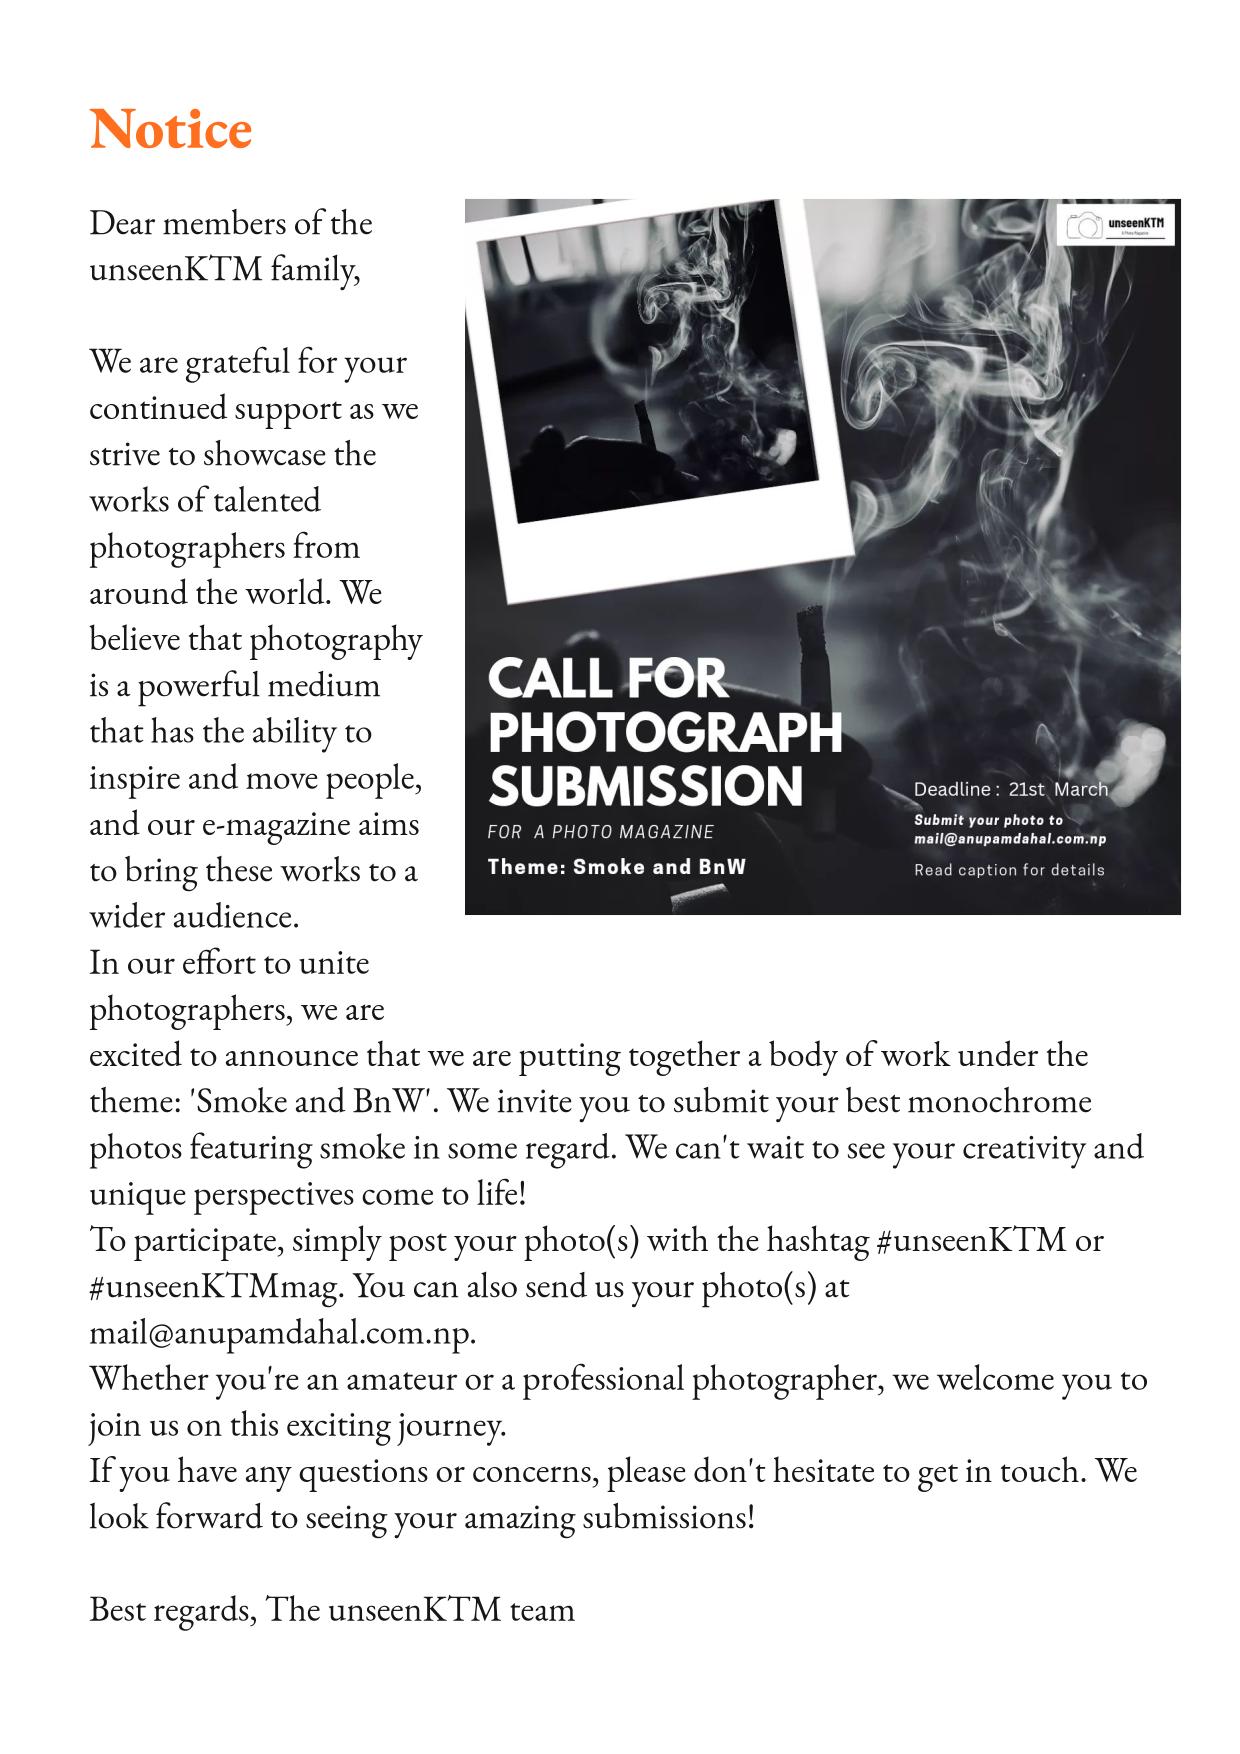 Notice
Dear members of the
unseenKTM family,
We are grateful for your
continued support as we
strive to showcase the
works of talented
photographers from
around the world. We
believe that photography
is a powerful medium
that has the ability to
inspire and move people,
and our e-magazine aims
to bring these works to a
wider audience.
In our effort to unite
photographers, we are
excited to announce that we are putting together a body of work under the
theme: 'Smoke and BnW'. We invite you to submit your best monochrome
photos featuring smoke in some regard. We can't wait to see your creativity and
unique perspectives come to life!
To participate, simply post your photo(s) with the hashtag #unseenKTM or
#unseenKTMmag. You can also send us your photo(s) at
mail@anupamdahal.com.np.
Whether you're an amateur or a professional photographer, we welcome you to
join us on this exciting journey.
If you have any questions or concerns, please don't hesitate to get in touch. We
look forward to seeing your amazing submissions!
Best regards, The unseenKTM team
unseenKTM
A Photo Magazine
CALL FOR
PHOTOGRAPH
SUBMISSION
FOR A PHOTO MAGAZINE
Theme: Smoke and BnW
Deadline : 21st March
Submit your photo to
mail@anupamdahal.com.np
Read caption for details